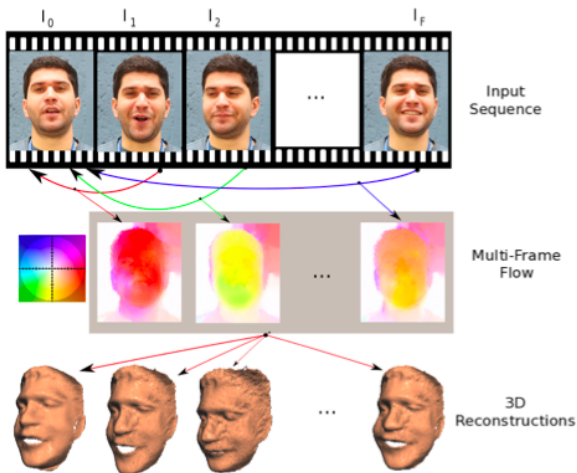 I0 I1 I2 IF
...
Input
Sequence
Multi-Frame
Flow
...
...
3D
Reconstructions